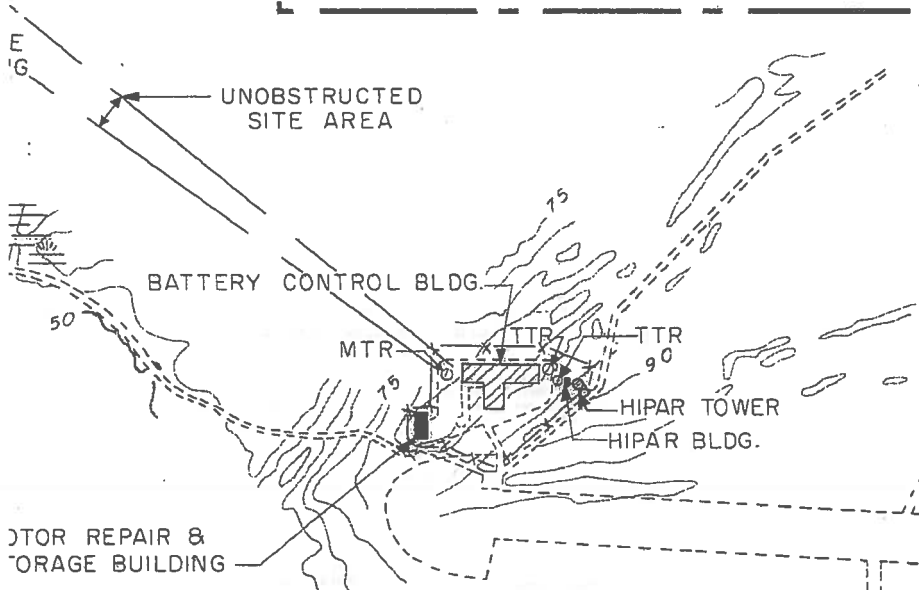 E
G
UNOBSTRUCTED
SITE AREA
75
BATTERY CONTROL BLDG.
50
MTR
TTR
TTR
90
75
HIPAR TOWER
HIPAR BLDG.
OTOR REPAIR &
TORAGE BUILDING